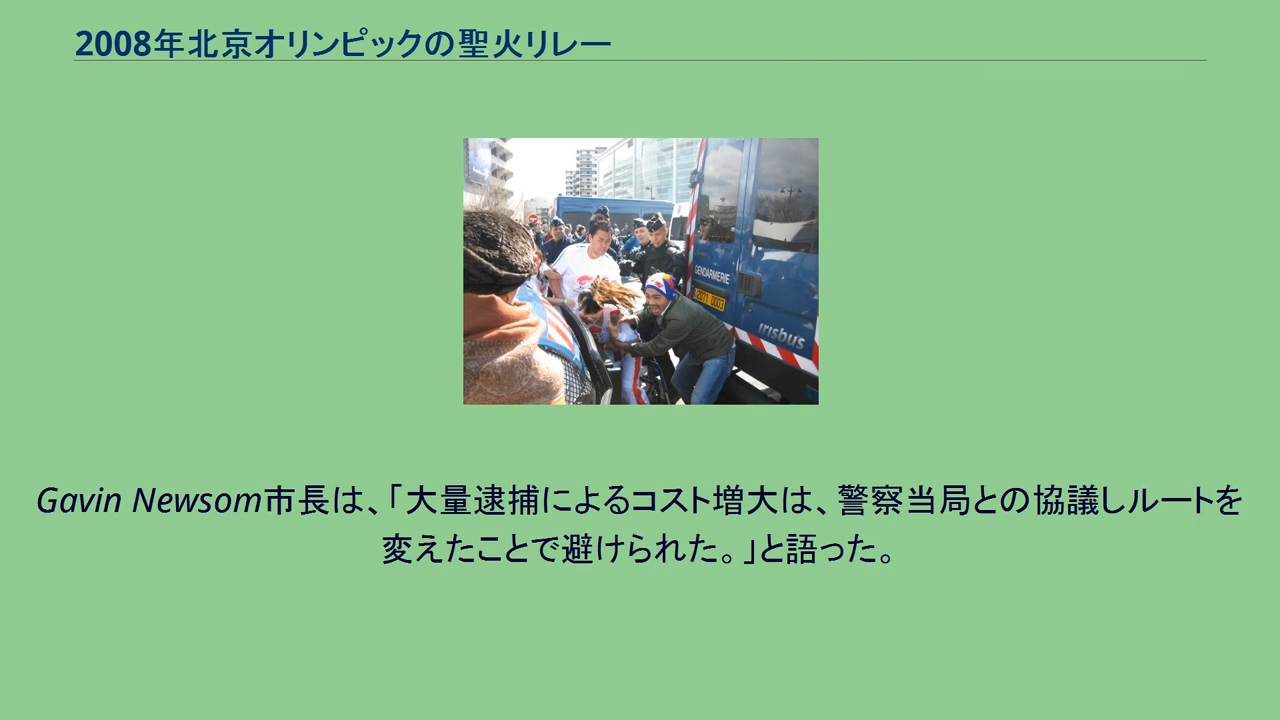 2008年北京オリンピックの聖火リレー
GENDARMERIE
2071 0003
irisbus
Gavin Newsom市長は、「大量逮捕によるコスト増大は、警察当局との協議しルートを
変えたことで避けられた。」と語った。